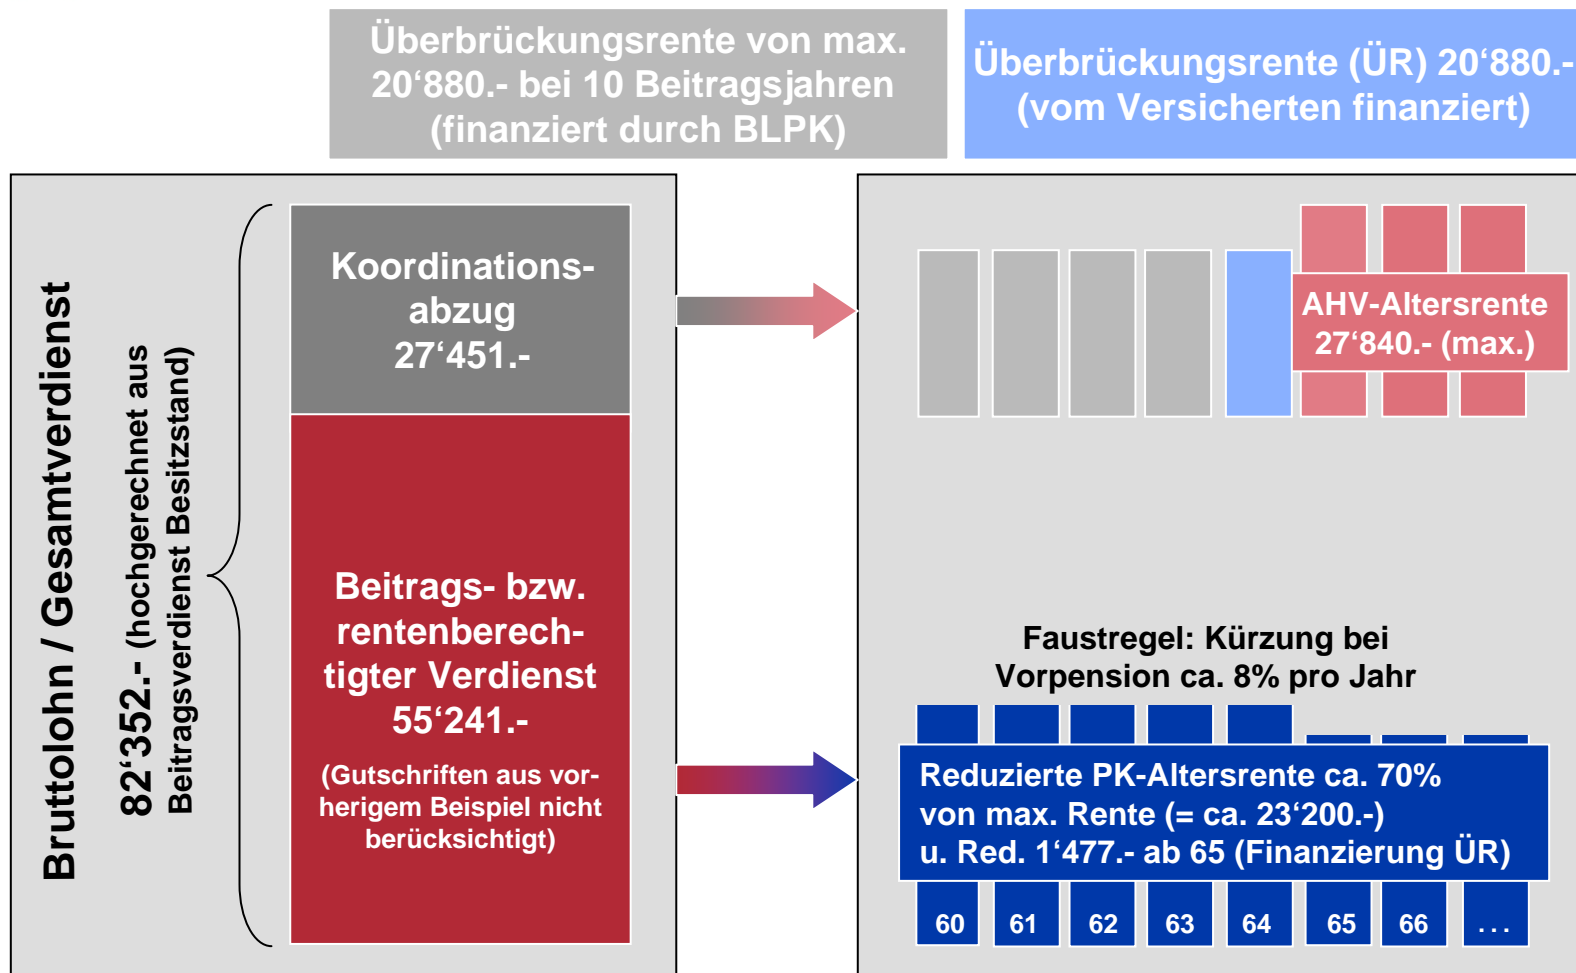 Überbrückungsrente von max.
20‘880.- bei 10 Beitragsjahren
(finanziert durch BLPK)
Überbrückungsrente (ÜR) 20‘880.-
(vom Versicherten finanziert)
Bruttolohn / Gesamtverdienst
82‘352.- (hochgerechnet aus
Beitragsverdienst Besitzstand)
Koordinations-
abzug
27‘451.-
Beitrags- bzw.
rentenberech-
tigter Verdienst
55‘241.-
(Gutschriften aus vor-
herigem Beispiel nicht
berücksichtigt)
AHV-Altersrente
27‘840.- (max.)
Faustregel: Kürzung bei
Vorpension ca. 8% pro Jahr
Reduzierte PK-Altersrente ca. 70%
von max. Rente (= ca. 23‘200.-)
u. Red. 1‘477.- ab 65 (Finanzierung ÜR)
60 61 62 63 64 65 66 ...